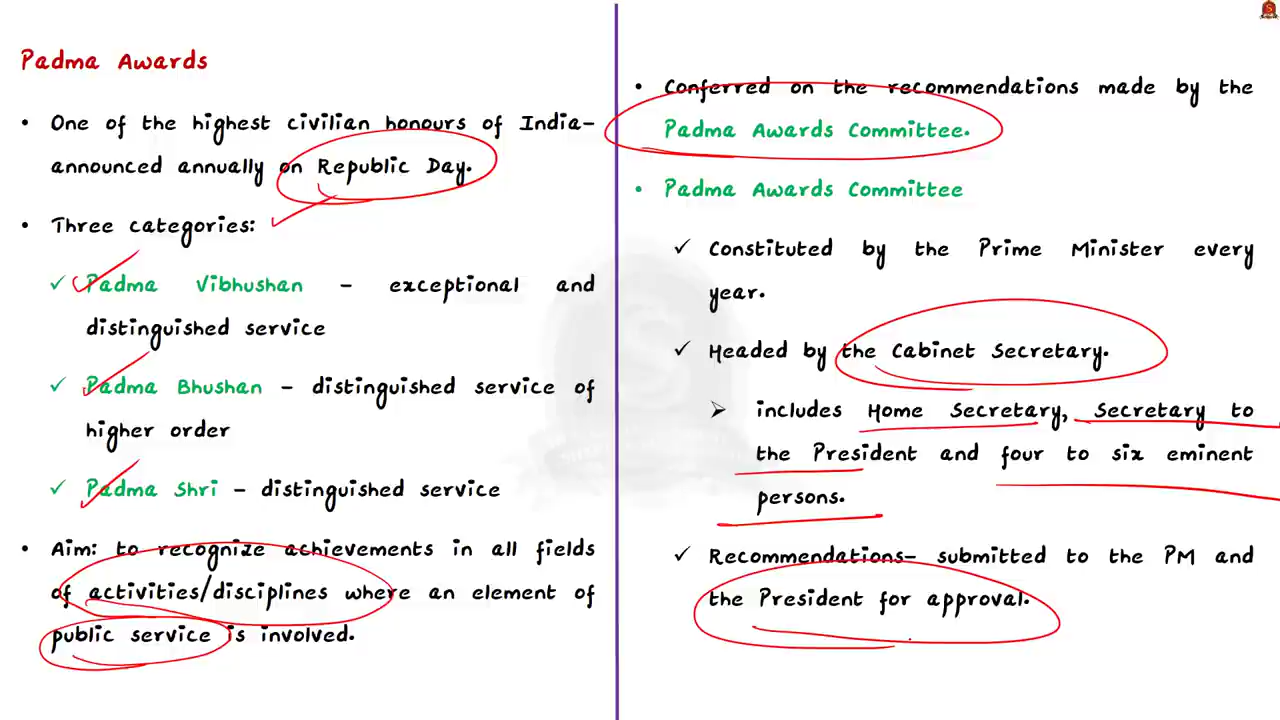 Padma Awards
• One of the highest civilian honours of India-
announced annually on Republic Day.
• Three categories:
✓ Padma Vibhushan - exceptional and
distinguished service
✓ Padma Bhushan - distinguished service of
higher order
✓ Padma Shri - distinguished service
• Aim: to recognize achievements in all fields
of activities/disciplines where an element of
public service is involved.
• Conferred on the recommendations made by the
Padma Awards Committee.
• Padma Awards Committee
✓ Constituted by the Prime Minister every
year.
✓ Headed by the Cabinet Secretary.
➢ includes Home Secretary, Secretary to
the President and four to six eminent
persons.
✓ Recommendations- submitted to the PM and
the President for approval.